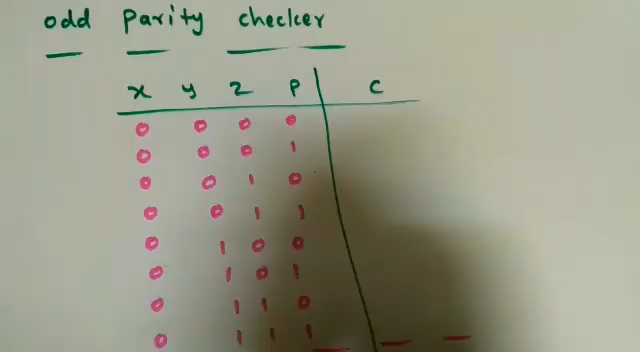 odd parity checker
x y z P C
0 0 0 0
0 0 0 1
0 0 1 0
0 0 1 1
0 1 0 0
0 1 0 1
0 1 1 0
0 1 1 1